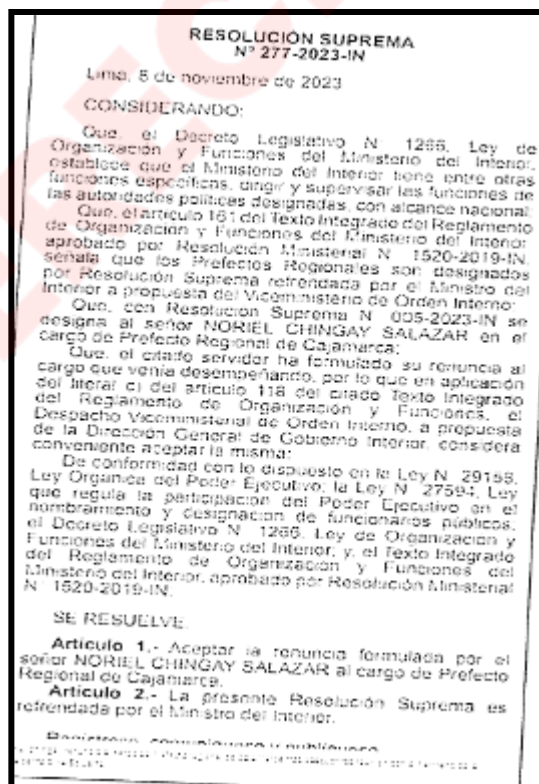 RESOLUCIÓN SUPREMA
N° 277-2023-IN
Lima, 8 de noviembre de 2023
CONSIDERANDO:
Que, el Decreto Legislativo N° 1266, Ley de
Organización y Funciones del Ministerio del Interior,
establece que el Ministerio del Interior tiene entre otras
funciones específicas, dirigir y supervisar las funciones de
las autoridades políticas designadas, con alcance nacional;
Que, el artículo 161 del Texto Integrado del Reglamento
de Organización y Funciones del Ministerio del Interior
aprobado por Resolución Ministerial N° 1520-2019-IN,
señala que los Prefectos Regionales son designados
por Resolución Suprema refrendada por el Ministro del
Interior a propuesta del Viceministerio de Orden Interno;
Que, con Resolución Suprema N° 005-2023-IN se
designa al señor NORIEL CHINGAY SALAZAR en el
cargo de Prefecto Regional de Cajamarca;
Que, el citado servidor ha formulado su renuncia al
cargo que venía desempeñando, por lo que en aplicación
del literal c) del artículo 118 del citado Texto Integrado
del Reglamento de Organización y Funciones, el
Despacho Viceministerial de Orden Interno, a propuesta
de la Dirección General de Gobierno Interior, considera
conveniente aceptar la misma;
De conformidad con lo dispuesto en la Ley N° 29158,
Ley Orgánica del Poder Ejecutivo; la Ley N° 27594, Ley
que regula la participación del Poder Ejecutivo en el
nombramiento y designación de funcionarios públicos,
el Decreto Legislativo N° 1266, Ley de Organización y
Funciones del Ministerio del Interior; y, el Texto Integrado
del Reglamento de Organización y Funciones del
Ministerio del Interior, aprobado por Resolución Ministerial
N° 1520-2019-IN;
SE RESUELVE:
Artículo 1.- Aceptar la renuncia formulada por el
señor NORIEL CHINGAY SALAZAR al cargo de Prefecto
Regional de Cajamarca.
Artículo 2.- La presente Resolución Suprema es
refrendada por el Ministro del Interior.
Regístrese, comuníquese y publíquese.